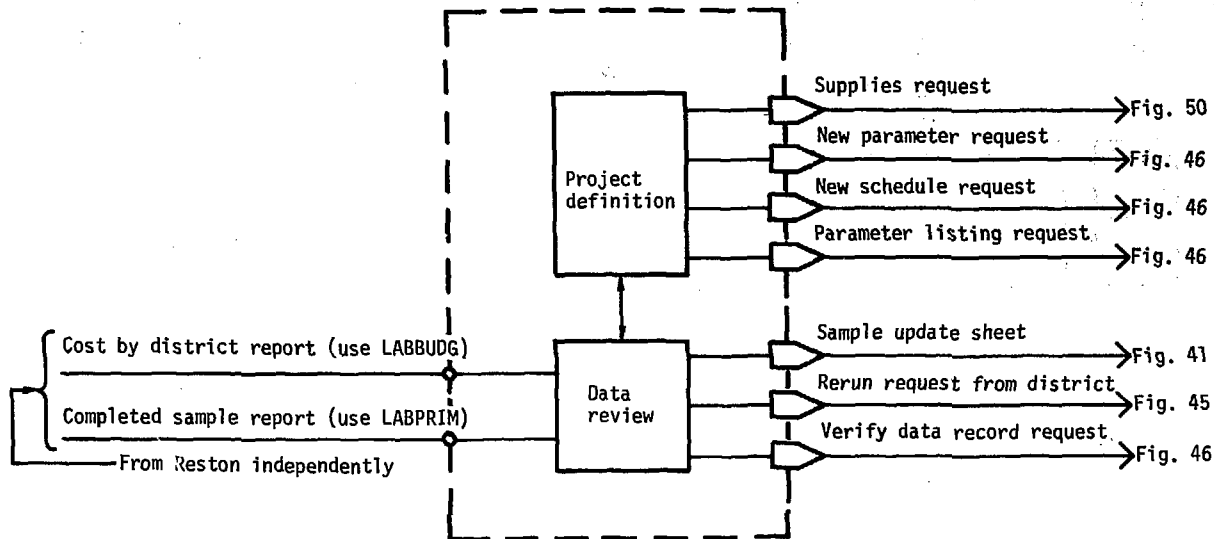 Supplies request
Fig. 50
New parameter request
Fig. 46
Project
definition
New schedule request
Fig. 46
Parameter listing request
Fig. 46
Cost by district report (use LABBUDG)
Completed sample report (use LABPRIM)
From Reston independently
Data
review
Sample update sheet
Fig. 41
Rerun request from district
Fig. 45
Verify data record request
Fig. 46